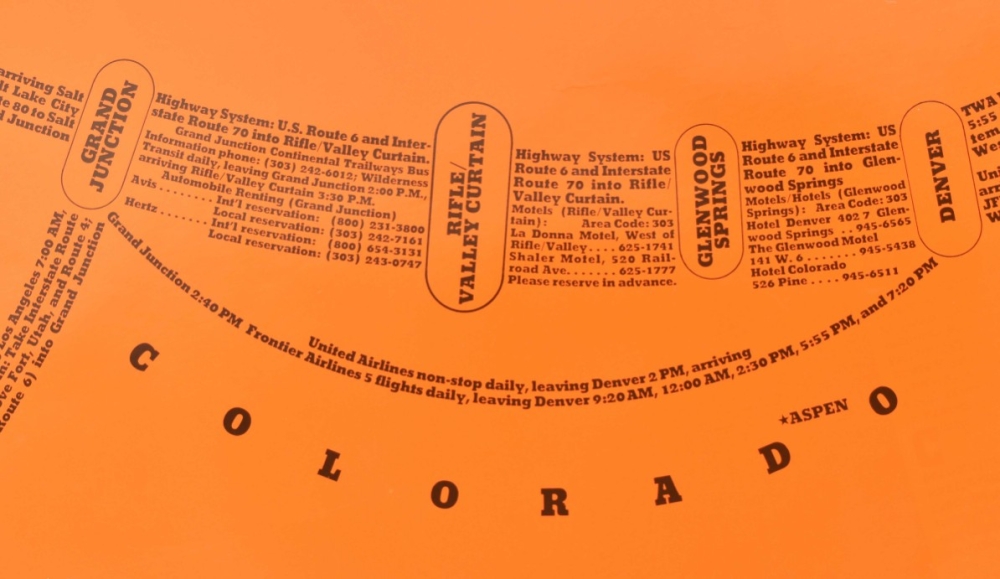 arriving Salt
lt Lake City
te 80 to Salt
d Junction
GRAND
JUNCTION
Highway System: U.S. Route 6 and Inter-
state Route 70 into Rifle/Valley Curtain.
Grand Junction Continental Trailways Bus
Information phone: (303) 242-6012; Wilderness
Transit daily, leaving Grand Junction 2:00 P.M.,
arriving Rifle/Valley Curtain 3:30 P.M.
Automobile Renting (Grand Junction)
Avis ........ Int'l reservation: (800) 231-3800
Local reservation: (303) 242-7161
Hertz ....... Int'l reservation: (800) 654-3131
Local reservation: (303) 243-0747
RIFLE/
VALLEY CURTAIN
Highway System: US
Route 6 and Interstate
Route 70 into Rifle/
Valley Curtain.
Motels (Rifle/Valley Cur-
tain): Area Code: 303
La Donna Motel, West of
Rifle/Valley .... 625-1741
Shaler Motel, 520 Rail-
road Ave. ...... 625-1777
Please reserve in advance.
GLENWOOD
SPRINGS
Highway System: US
Route 6 and Interstate
Route 70 into Glen-
wood Springs
Motels/Hotels (Glenwood
Springs): Area Code: 303
Hotel Denver 402 7 Glen-
wood Springs .. 945-6565
The Glenwood Motel
141 W. 6 ........ 945-5438
Hotel Colorado
526 Pine .... 945-6511
DENVER
TWA
5:55
Uni
arr
Los Angeles 7:00 AM,
n: Take Interstate Route
ve Fort, Utah, and Route 4;
Route 6) into Grand Junction
United Airlines non-stop daily, leaving Denver 2 PM, arriving
Grand Junction 2:40 PM Frontier Airlines 5 flights daily, leaving Denver 9:20 AM, 12:00 AM, 2:30 PM, 5:55 PM, and 7:20 PM
★ASPEN
COLORADO